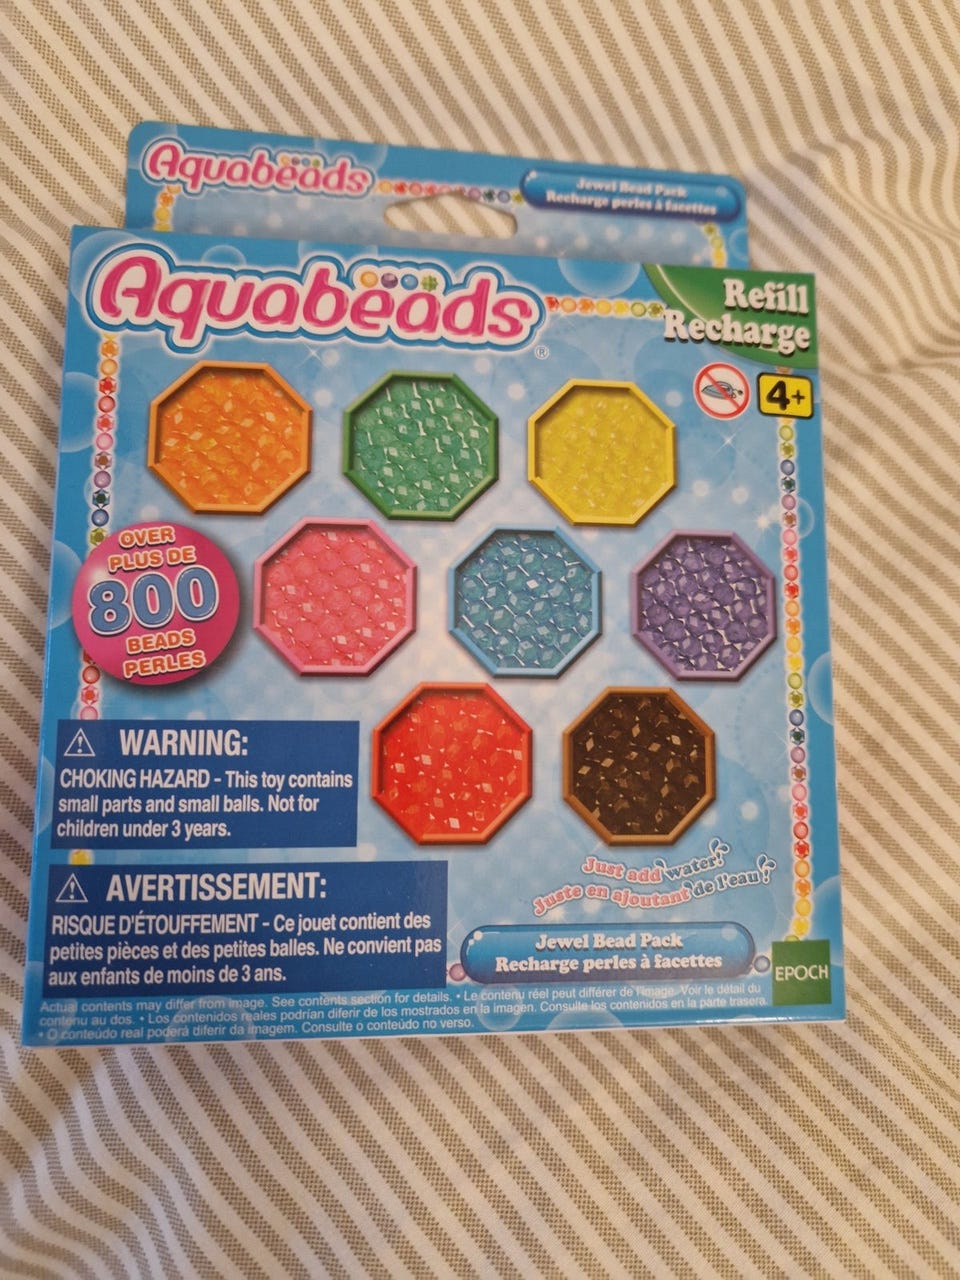 Aquabeads
Jewel Bead Pack
Recharge perles à facettes
Aquabeads®
Refill
Recharge
4+
OVER
PLUS DE
800
BEADS
PERLES
WARNING:
CHOKING HAZARD - This toy contains
small parts and small balls. Not for
children under 3 years.
Just add water!
Juste en ajoutant de l'eau!
AVERTISSEMENT:
RISQUE D'ÉTOUFFEMENT - Ce jouet contient des
petites pièces et des petites balles. Ne convient pas
aux enfants de moins de 3 ans.
Jewel Bead Pack
Recharge perles à facettes
EPOCH
Actual contents may differ from image. See contents section for details. • Le contenu réel peut différer de l'image. Voir le détail du
contenu au dos. • Los contenidos reales podrían diferir de los mostrados en la imagen. Consulte los contenidos en la parte trasera.
• O conteúdo real poderá diferir da imagem. Consulte o conteúdo no verso.